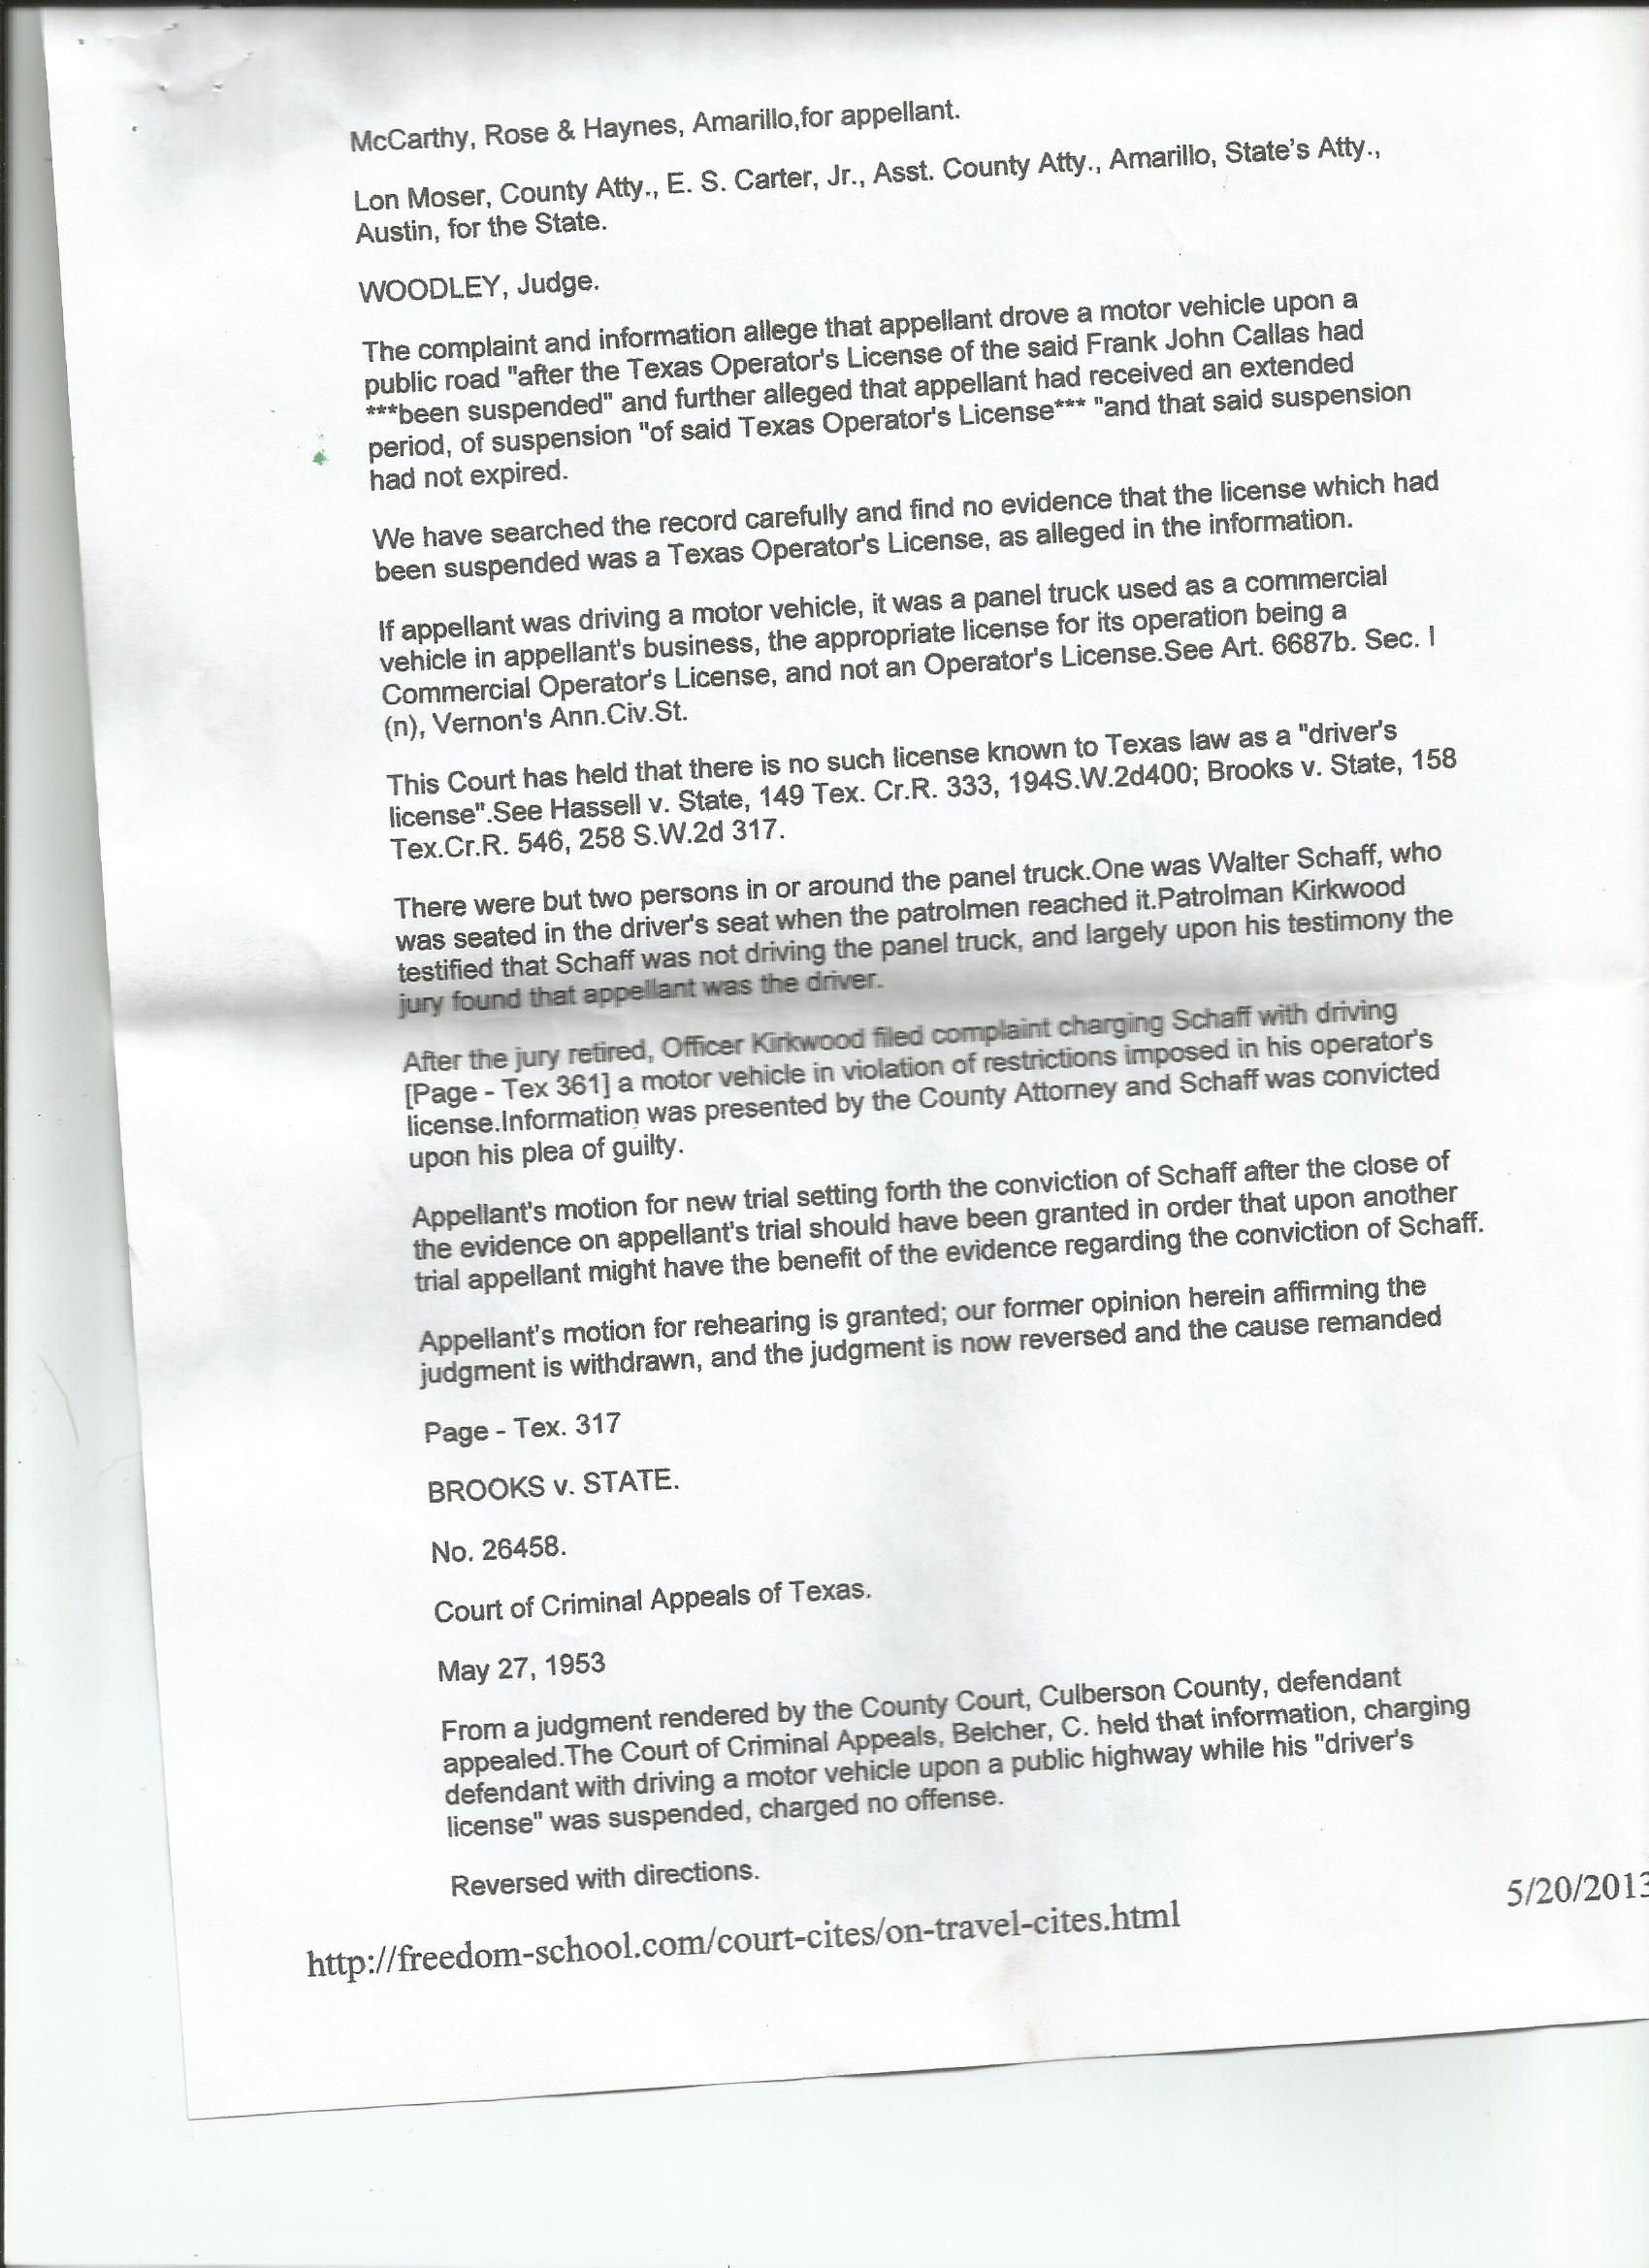 McCarthy, Rose & Haynes, Amarillo,for appellant.
Lon Moser, County Atty., E. S. Carter, Jr., Asst. County Atty., Amarillo, State's Atty.,
Austin, for the State.
WOODLEY, Judge.
The complaint and information allege that appellant drove a motor vehicle upon a
public road "after the Texas Operator's License of the said Frank John Callas had
***been suspended" and further alleged that appellant had received an extended
period, of suspension "of said Texas Operator's License*** "and that said suspension
had not expired.
We have searched the record carefully and find no evidence that the license which had
been suspended was a Texas Operator's License, as alleged in the information.
If appellant was driving a motor vehicle, it was a panel truck used as a commercial
vehicle in appellant's business, the appropriate license for its operation being a
Commercial Operator's License, and not an Operator's License.See Art. 6687b. Sec. I
(n), Vernon's Ann.Civ.St.
This Court has held that there is no such license known to Texas law as a "driver's
license".See Hassell v. State, 149 Tex. Cr.R. 333, 194S.W.2d400; Brooks v. State, 158
Tex.Cr.R. 546, 258 S.W.2d 317.
There were but two persons in or around the panel truck.One was Walter Schaff, who
was seated in the driver's seat when the patrolmen reached it.Patrolman Kirkwood
testified that Schaff was not driving the panel truck, and largely upon his testimony the
jury found that appellant was the driver.
After the jury retired, Officer Kirkwood filed complaint charging Schaff with driving
[Page - Tex 361] a motor vehicle in violation of restrictions imposed in his operator's
license.Information was presented by the County Attorney and Schaff was convicted
upon his plea of guilty.
Appellant's motion for new trial setting forth the conviction of Schaff after the close of
the evidence on appellant's trial should have been granted in order that upon another
trial appellant might have the benefit of the evidence regarding the conviction of Schaff.
Appellant's motion for rehearing is granted; our former opinion herein affirming the
judgment is withdrawn, and the judgment is now reversed and the cause remanded
Page - Tex. 317
BROOKS v. STATE.
No. 26458.
Court of Criminal Appeals of Texas.
May 27, 1953
From a judgment rendered by the County Court, Culberson County, defendant
appealed.The Court of Criminal Appeals, Belcher, C. held that information, charging
defendant with driving a motor vehicle upon a public highway while his "driver's
license" was suspended, charged no offense.
Reversed with directions.
http://freedom-school.com/court-cites/on-travel-cites.html
5/20/2013